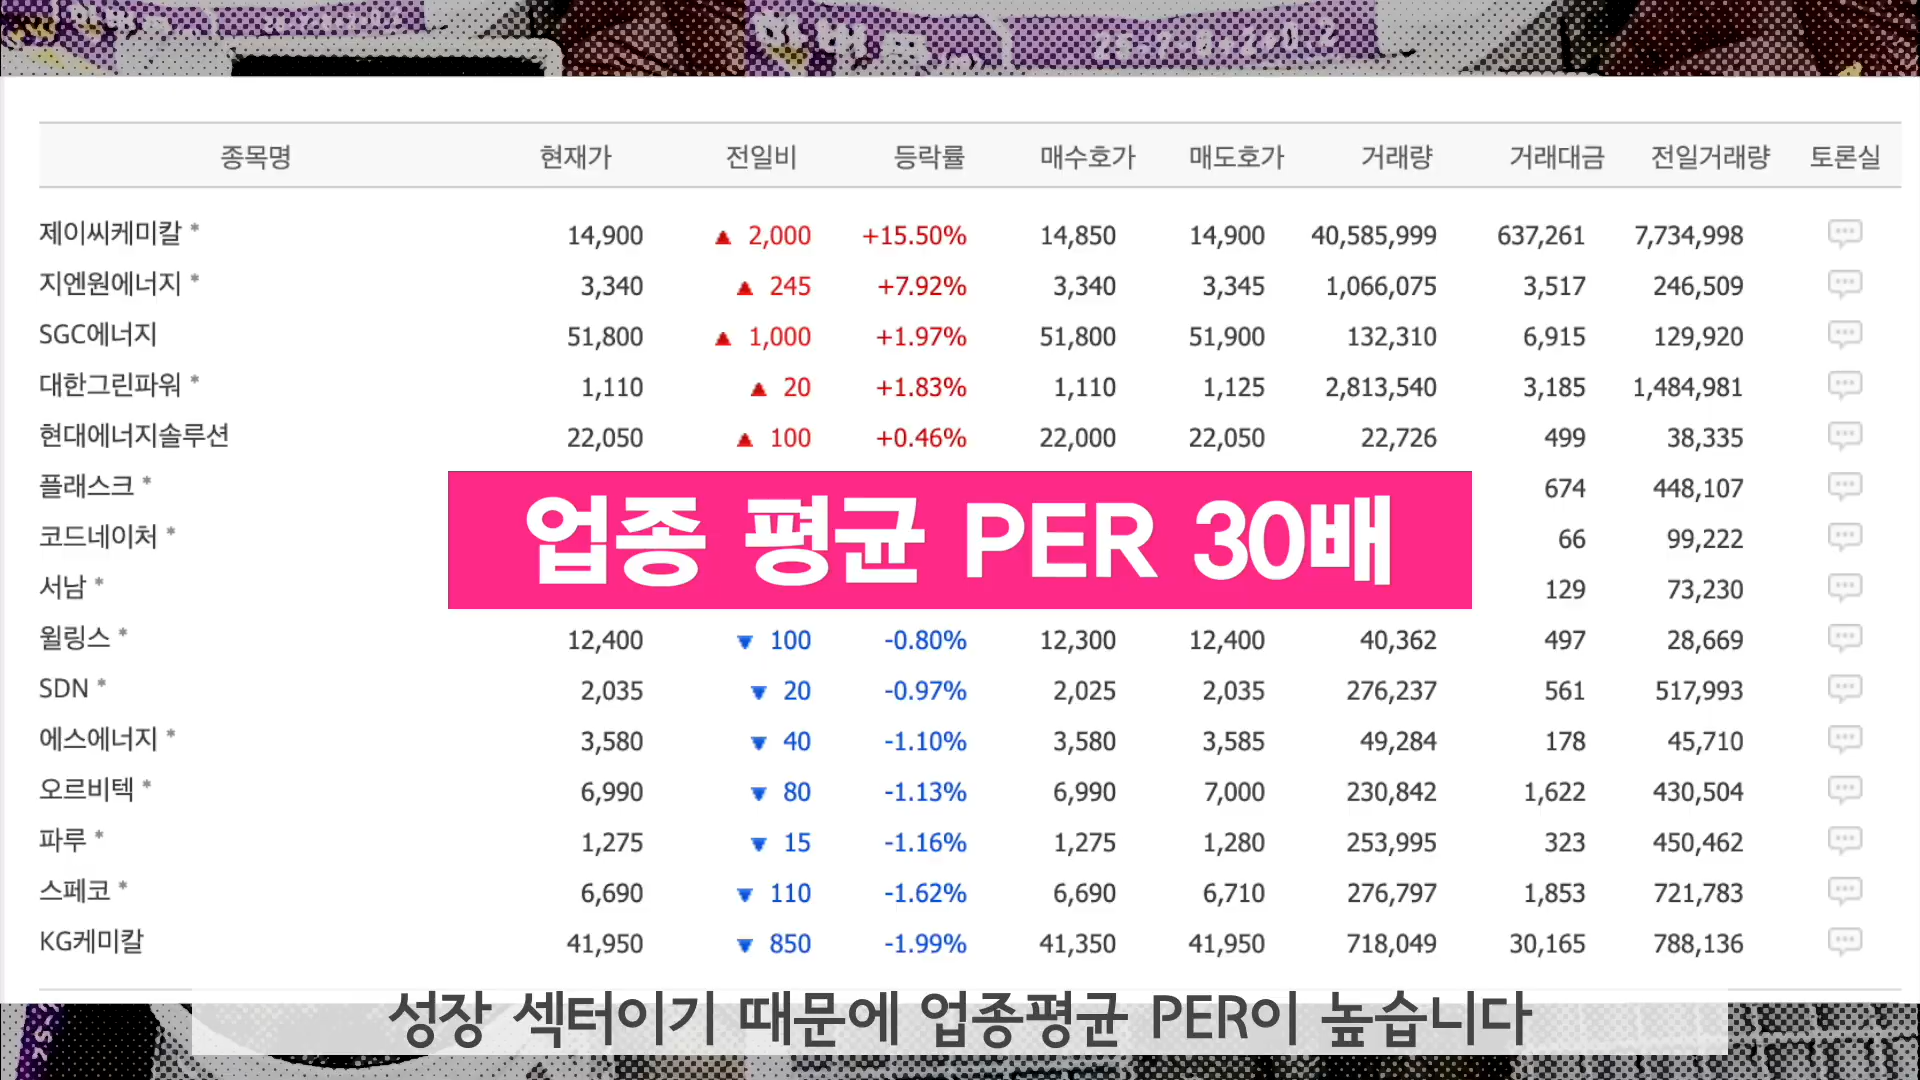 종목명 현재가 전일비 등락률 매수호가 매도호가 거래량 거래대금 전일거래량 토론실
제이씨케미칼 * 14,900 ▲ 2,000 +15.50% 14,850 14,900 40,585,999 637,261 7,734,998
지엔원에너지 * 3,340 ▲ 245 +7.92% 3,340 3,345 1,066,075 3,517 246,509
SGC에너지 51,800 ▲ 1,000 +1.97% 51,800 51,900 132,310 6,915 129,920
대한그린파워 * 1,110 ▲ 20 +1.83% 1,110 1,125 2,813,540 3,185 1,484,981
현대에너지솔루션 22,050 ▲ 100 +0.46% 22,000 22,050 22,726 499 38,335
플래스크 * 674 448,107
코드네이처 * 66 99,222
업종 평균 PER 30배
서남 * 129 73,230
윌링스 * 12,400 ▼ 100 -0.80% 12,300 12,400 40,362 497 28,669
SDN * 2,035 ▼ 20 -0.97% 2,025 2,035 276,237 561 517,993
에스에너지 * 3,580 ▼ 40 -1.10% 3,580 3,585 49,284 178 45,710
오르비텍 * 6,990 ▼ 80 -1.13% 6,990 7,000 230,842 1,622 430,504
파루 * 1,275 ▼ 15 -1.16% 1,275 1,280 253,995 323 450,462
스페코 * 6,690 ▼ 110 -1.62% 6,690 6,710 276,797 1,853 721,783
KG케미칼 41,950 ▼ 850 -1.99% 41,350 41,950 718,049 30,165 788,136
성장 섹터이기 때문에 업종평균 PER이 높습니다